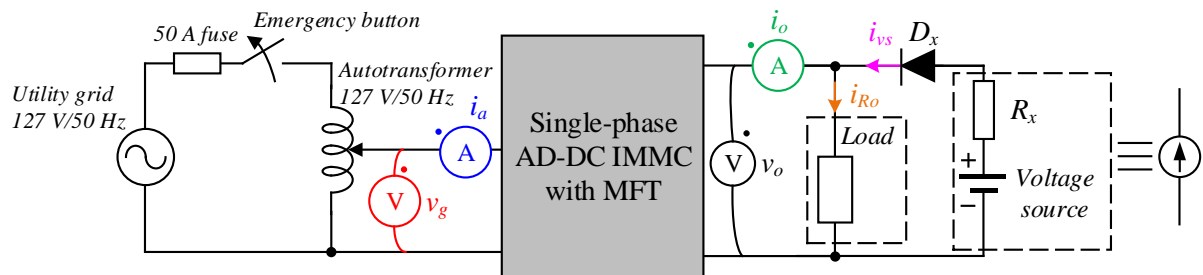 50 A fuse
Emergency button
Utility grid
127 V/50 Hz
Autotransformer
127 V/50 Hz
i_a
A
V
v_g
Single-phase
AD-DC IMMC
with MFT
V
v_o
i_o
A
i_vs
D_x
i_Ro
Load
R_x
+
−
Voltage
source